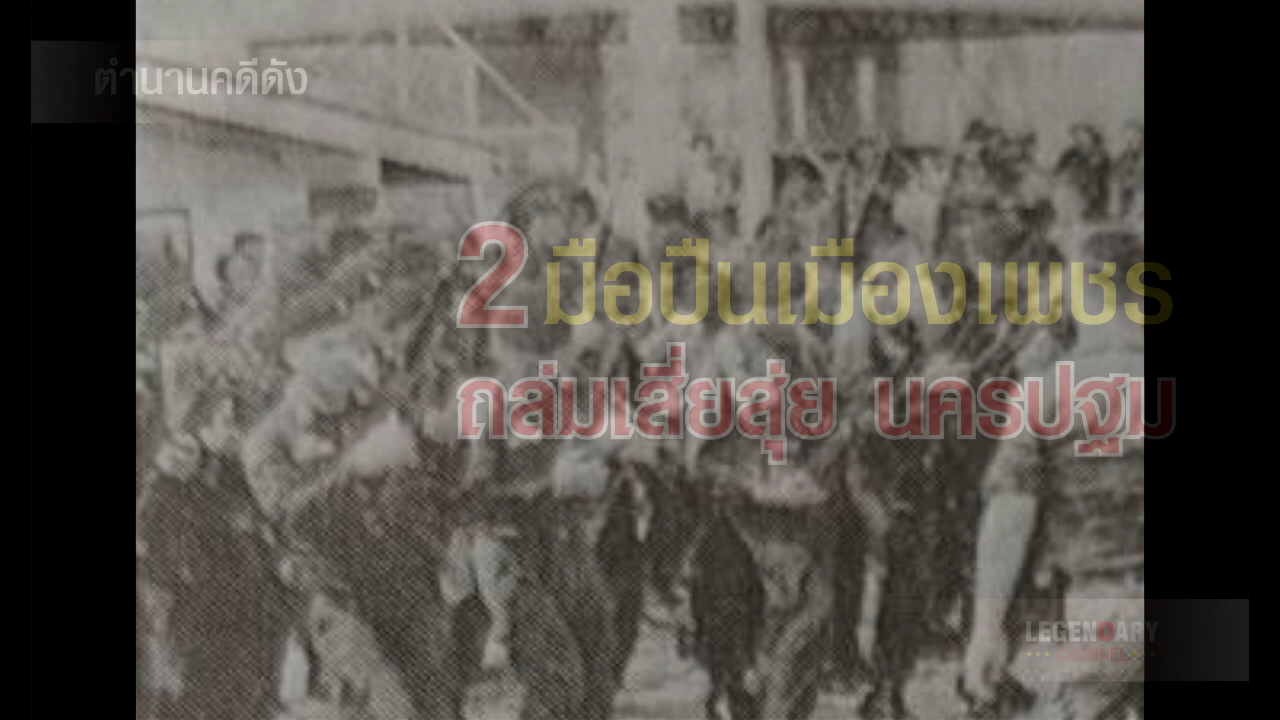 ตำนานคดีดัง
2 มือปืนเมืองเพชร
ถล่มเสี่ยสุ่ย นครปฐม
LEGENDARY
CHANNEL